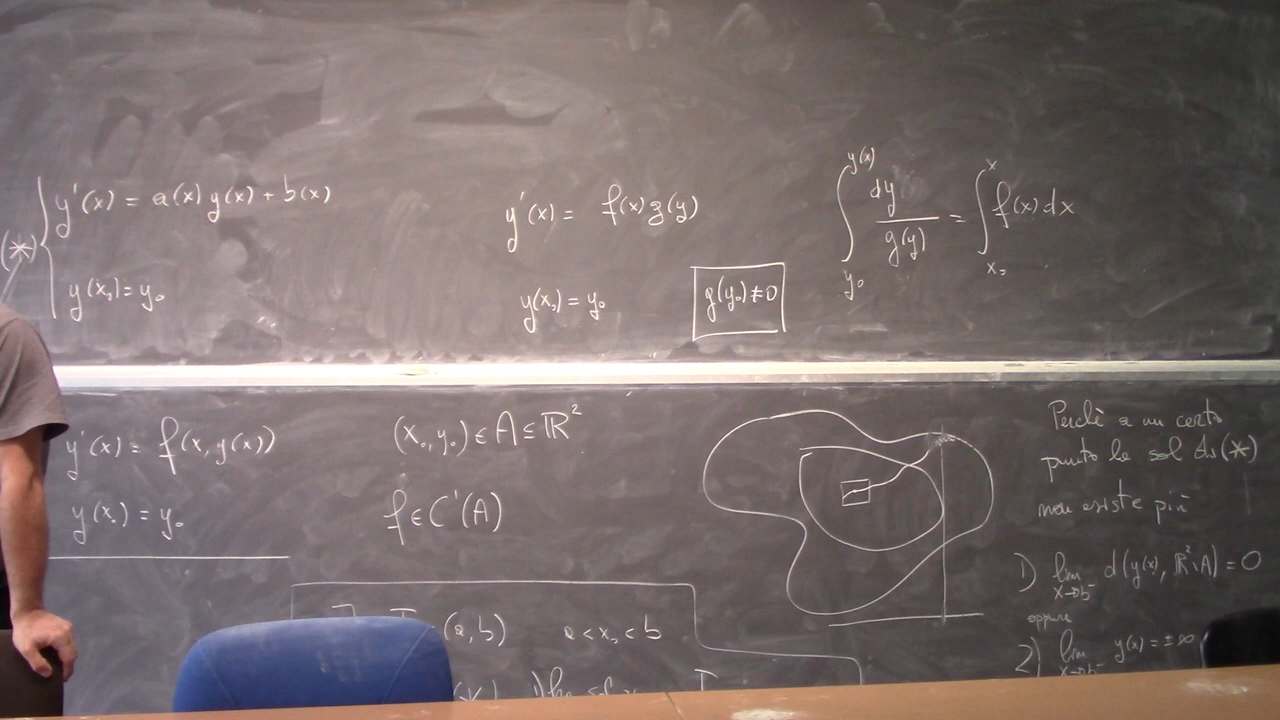 (*) y'(x) = a(x) y(x) + b(x)
y(x₀) = y₀
y'(x) = f(x) g(y)
y(x₀) = y₀
g(y₀) ≠ 0
∫_{y₀}^{y(x)} dy/g(y) = ∫_{x₀}^{x} f(x) dx
y'(x) = f(x, y(x))
y(x₀) = y₀
(x₀, y₀) ∈ A ⊆ ℝ²
f ∈ C¹(A)
∃ I (a, b) a < x₀ < b
Perchè a un certo
punto la sol di (*)
non esiste più
1) lim_{x→b⁻} d(y(x), ℝ²\A) = 0
oppure
2) lim_{x→b⁻} y(x) = ±∞